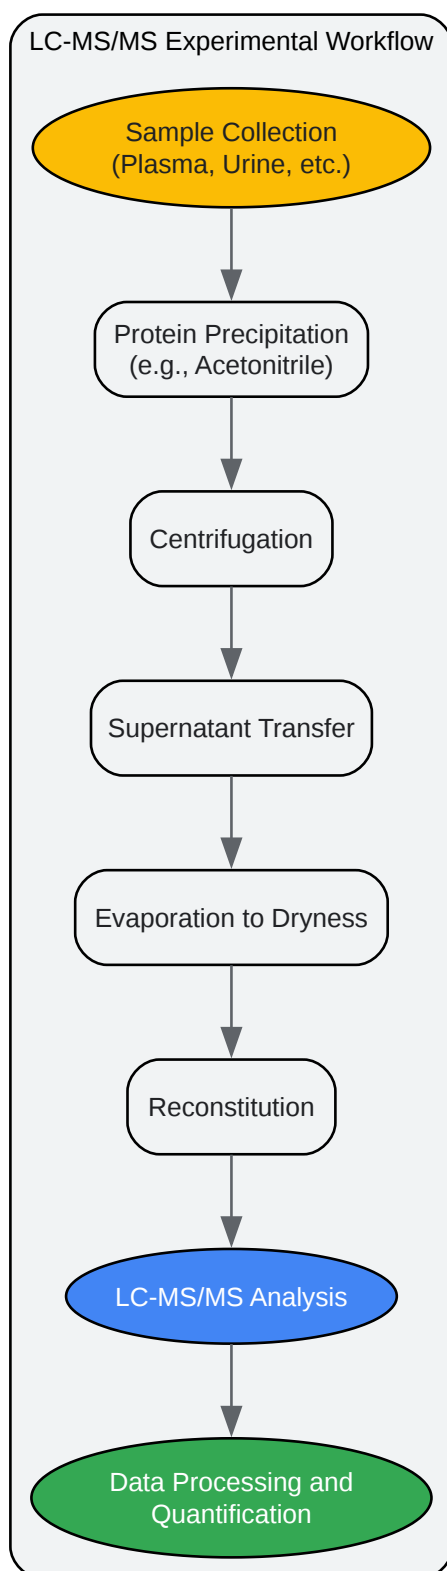 LC-MS/MS Experimental Workflow
Sample Collection
(Plasma, Urine, etc.)
Protein Precipitation
(e.g., Acetonitrile)
Centrifugation
Supernatant Transfer
Evaporation to Dryness
Reconstitution
LC-MS/MS Analysis
Data Processing and
Quantification